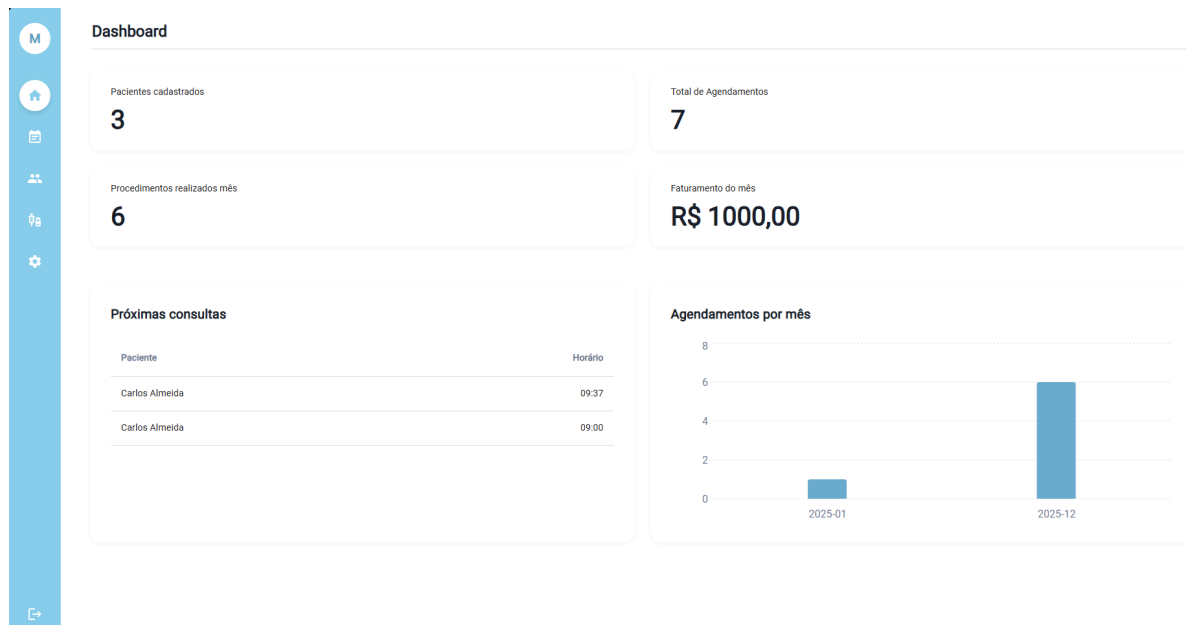 M
Dashboard
Pacientes cadastrados
3
Total de Agendamentos
7
Procedimentos realizados mês
6
Faturamento do mês
R$ 1000,00
Próximas consultas
Paciente Horário
Carlos Almeida 09:37
Carlos Almeida 09:00
Agendamentos por mês
8
6
4
2
0
2025-01 2025-12